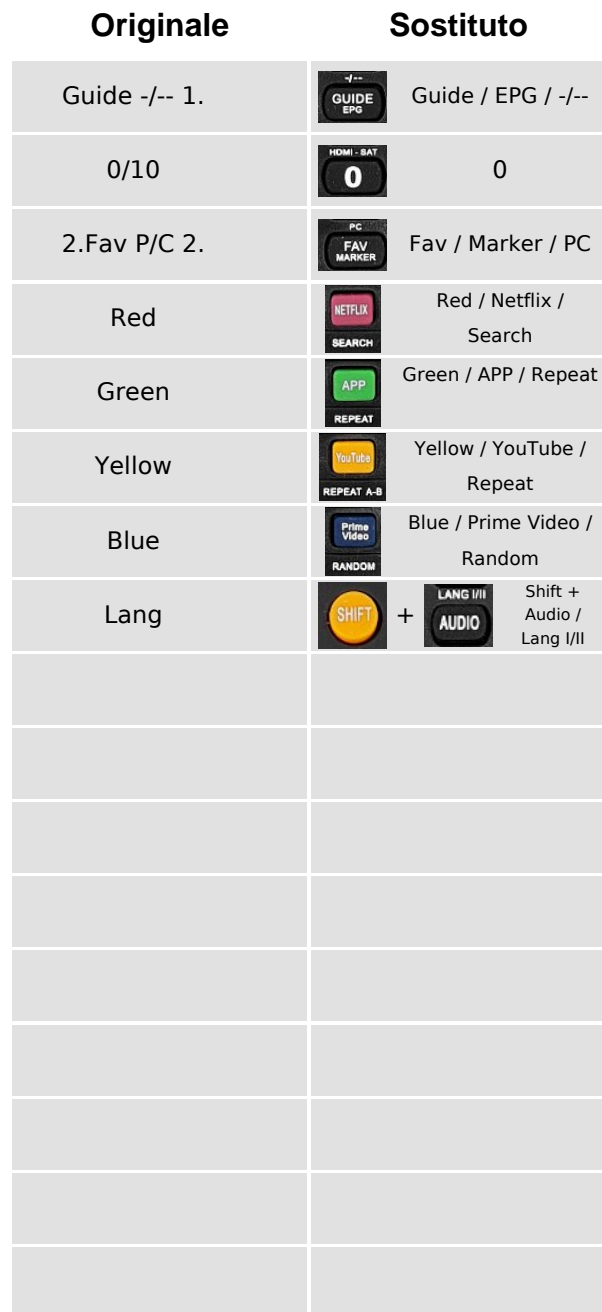 Originale Sostituto
Guide -/-- 1. -/-- GUIDE EPG Guide / EPG / -/--
0/10 HDMI - SAT 0 0
2.Fav P/C 2. PC FAV MARKER Fav / Marker / PC
Red NETFLIX SEARCH Red / Netflix /
Search
Green APP REPEAT Green / APP / Repeat
Yellow YouTube REPEAT A-B Yellow / YouTube /
Repeat
Blue Prime Video RANDOM Blue / Prime Video /
Random
Lang SHIFT + LANG I/II AUDIO Shift +
Audio /
Lang I/II